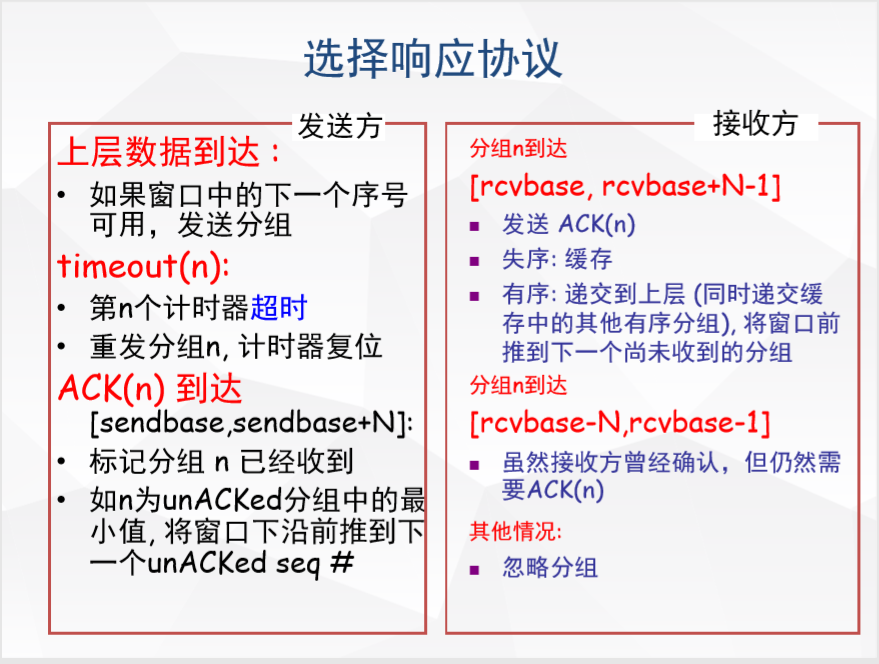 选择响应协议
发送方
上层数据到达：
• 如果窗口中的下一个序号
可用，发送分组
timeout(n):
• 第n个计时器超时
• 重发分组n, 计时器复位
ACK(n) 到达
[sendbase,sendbase+N]:
• 标记分组 n 已经收到
• 如n为unACKed分组中的最
小值, 将窗口下沿前推到下
一个unACKed seq #
接收方
分组n到达
[rcvbase, rcvbase+N-1]
■ 发送 ACK(n)
■ 失序: 缓存
■ 有序: 递交到上层 (同时递交缓
存中的其他有序分组), 将窗口前
推到下一个尚未收到的分组
分组n到达
[rcvbase-N,rcvbase-1]
■ 虽然接收方曾经确认，但仍然需
要ACK(n)
其他情况:
■ 忽略分组